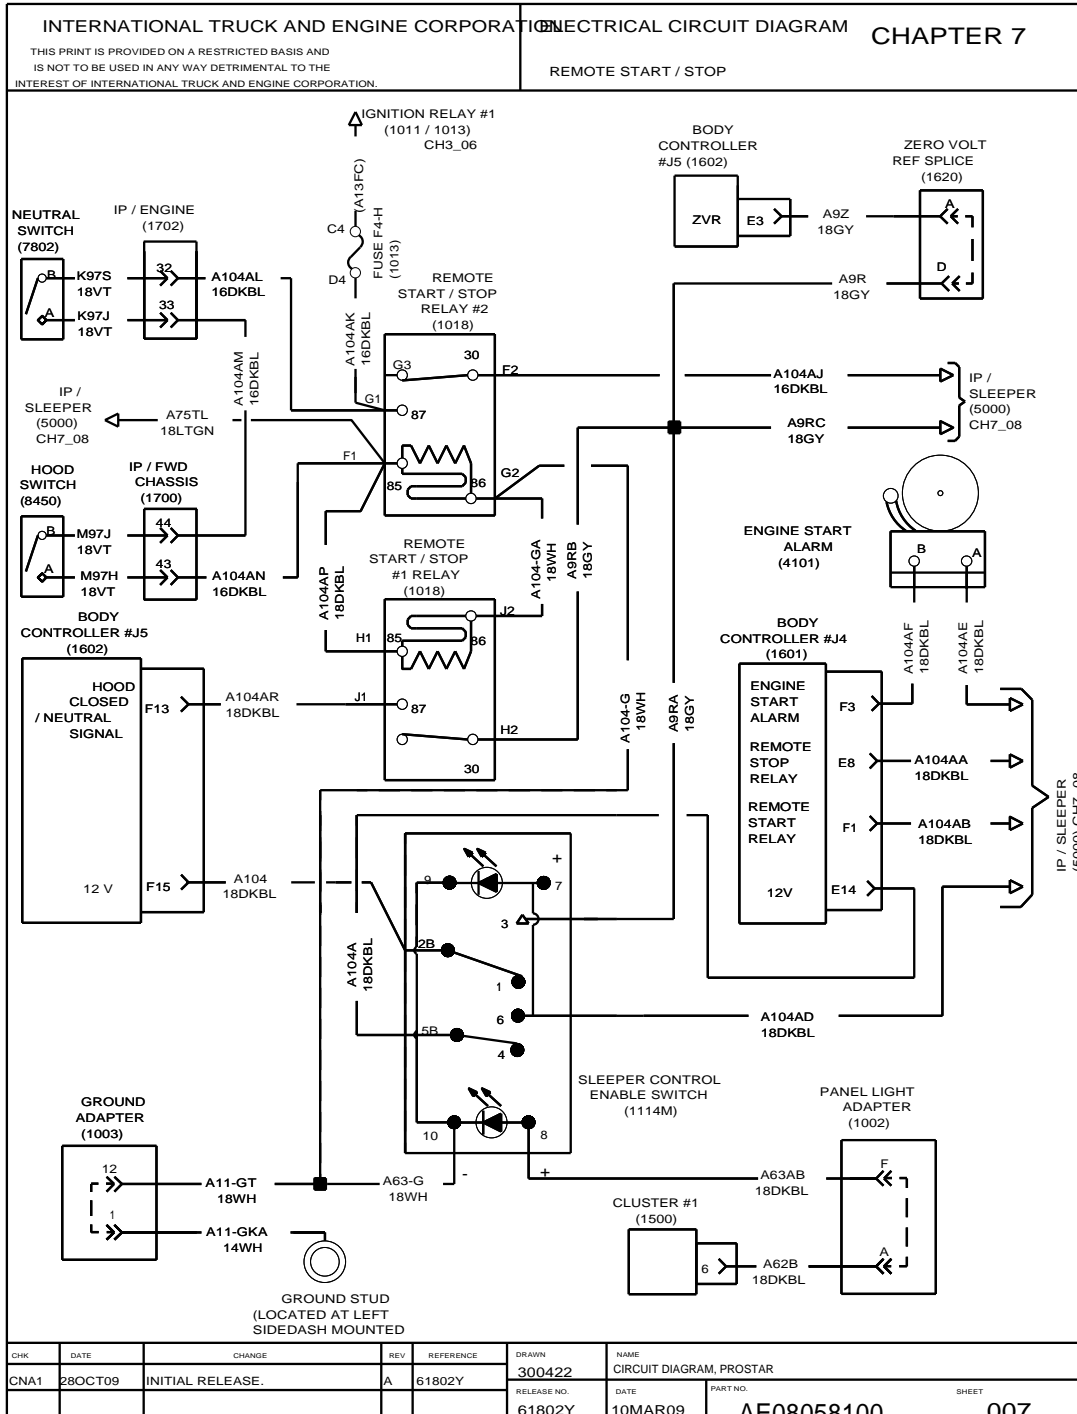 INTERNATIONAL TRUCK AND ENGINE CORPORATION
ELECTRICAL CIRCUIT DIAGRAM
CHAPTER 7
THIS PRINT IS PROVIDED ON A RESTRICTED BASIS AND
IS NOT TO BE USED IN ANY WAY DETRIMENTAL TO THE
INTEREST OF INTERNATIONAL TRUCK AND ENGINE CORPORATION.
REMOTE START / STOP
IGNITION RELAY #1
(1011 / 1013)
CH3_06
(A13FC)
C4
FUSE F4-H
(1013)
D4
A104AK
16DKBL
BODY
CONTROLLER
#J5 (1602)
ZVR
E3
A9Z
18GY
ZERO VOLT
REF SPLICE
(1620)
A
D
A9R
18GY
NEUTRAL
SWITCH
(7802)
B
A
K97S
18VT
K97J
18VT
IP / ENGINE
(1702)
32
33
A104AL
16DKBL
A104AM
16DKBL
REMOTE
START / STOP
RELAY #2
(1018)
G3
30
F2
G1
87
F1
85
86
G2
A104AJ
16DKBL
A9RC
18GY
IP /
SLEEPER
(5000)
CH7_08
IP /
SLEEPER
(5000)
CH7_08
A75TL
18LTGN
HOOD
SWITCH
(8450)
B
A
M97J
18VT
M97H
18VT
IP / FWD
CHASSIS
(1700)
44
43
A104AN
16DKBL
A104AP
18DKBL
A104-GA
18WH
A9RB
18GY
ENGINE START
ALARM
(4101)
B
A
A104AF
18DKBL
A104AE
18DKBL
REMOTE
START / STOP
#1 RELAY
(1018)
H1
85
86
J2
J1
87
H2
30
A104-G
18WH
A9RA
18GY
BODY
CONTROLLER #J5
(1602)
HOOD
CLOSED
/ NEUTRAL
SIGNAL
F13
A104AR
18DKBL
12 V
F15
A104
18DKBL
BODY
CONTROLLER #J4
(1601)
ENGINE
START
ALARM
F3
REMOTE
STOP
RELAY
E8
A104AA
18DKBL
REMOTE
START
RELAY
F1
A104AB
18DKBL
12V
E14
IP / SLEEPER
(5000) CH7_08
A104A
18DKBL
9
7
+
3
2B
1
6
5B
4
10
8
A104AD
18DKBL
SLEEPER CONTROL
ENABLE SWITCH
(1114M)
GROUND
ADAPTER
(1003)
12
1
A11-GT
18WH
A63-G
18WH
-
+
A11-GKA
14WH
GROUND STUD
(LOCATED AT LEFT
SIDEDASH MOUNTED
PANEL LIGHT
ADAPTER
(1002)
F
A
A63AB
18DKBL
CLUSTER #1
(1500)
6
A62B
18DKBL
CHK DATE CHANGE REV REFERENCE
CNA1 28OCT09 INITIAL RELEASE. A 61802Y
DRAWN
300422
NAME
CIRCUIT DIAGRAM, PROSTAR
RELEASE NO.
61802Y
DATE
10MAR09
PART NO.
AE08058100
SHEET
007